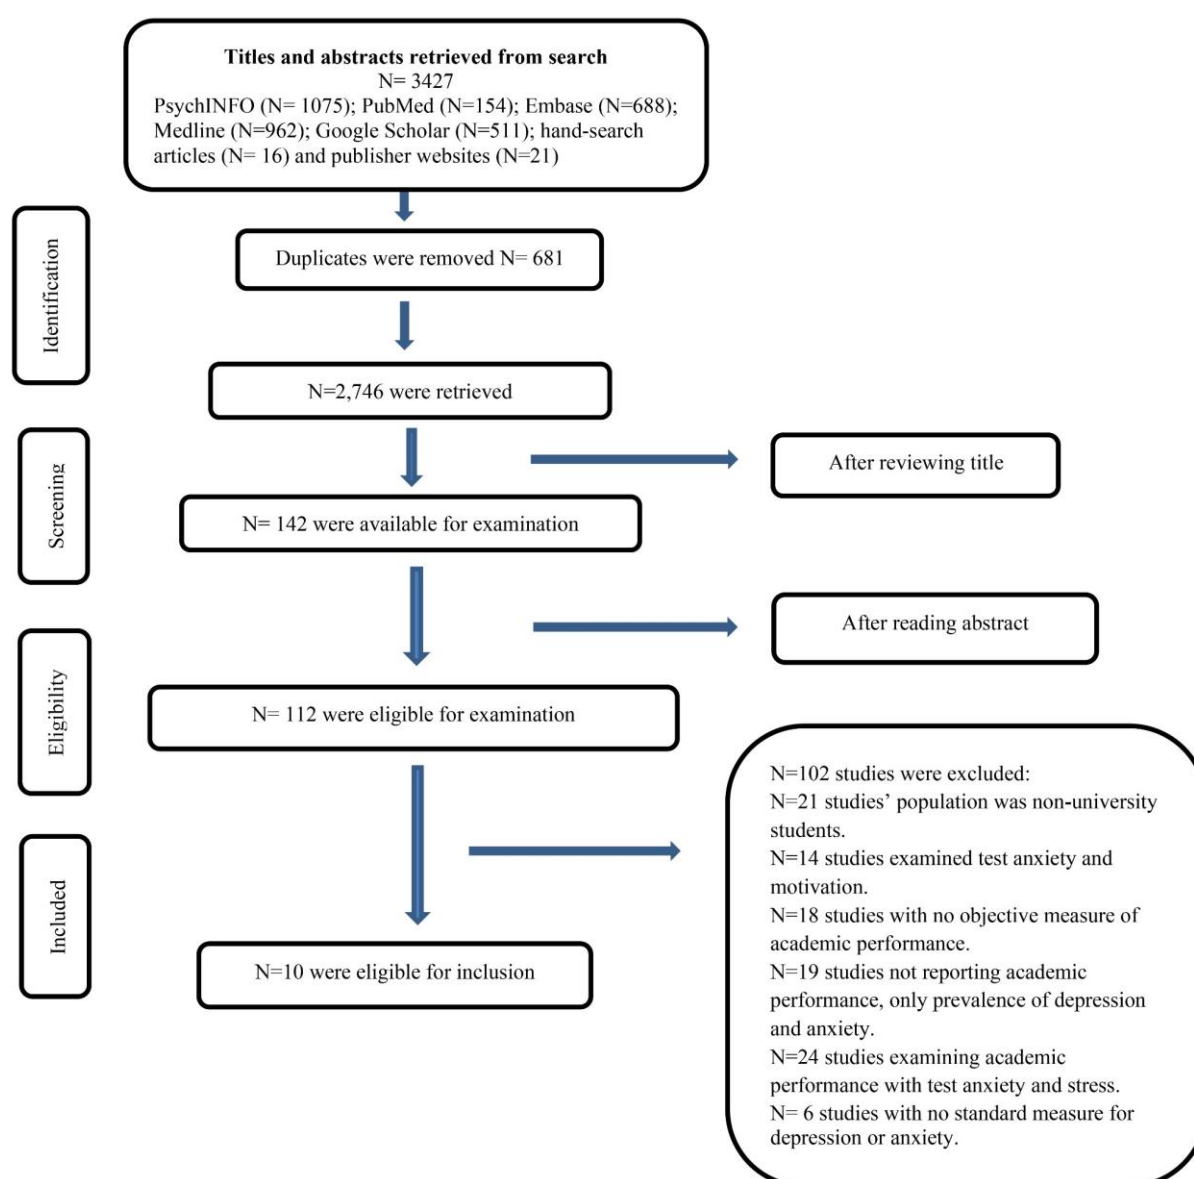 Titles and abstracts retrieved from search
N= 3427
PsychINFO (N= 1075); PubMed (N=154); Embase (N=688);
Medline (N=962); Google Scholar (N=511); hand-search
articles (N= 16) and publisher websites (N=21)
Identification
Duplicates were removed N= 681
N=2,746 were retrieved
Screening
After reviewing title
N= 142 were available for examination
Eligibility
After reading abstract
N= 112 were eligible for examination
Included
N=102 studies were excluded:
N=21 studies’ population was non-university
students.
N=14 studies examined test anxiety and
motivation.
N=18 studies with no objective measure of
academic performance.
N=19 studies not reporting academic
performance, only prevalence of depression
and anxiety.
N=24 studies examining academic
performance with test anxiety and stress.
N= 6 studies with no standard measure for
depression or anxiety.
N=10 were eligible for inclusion